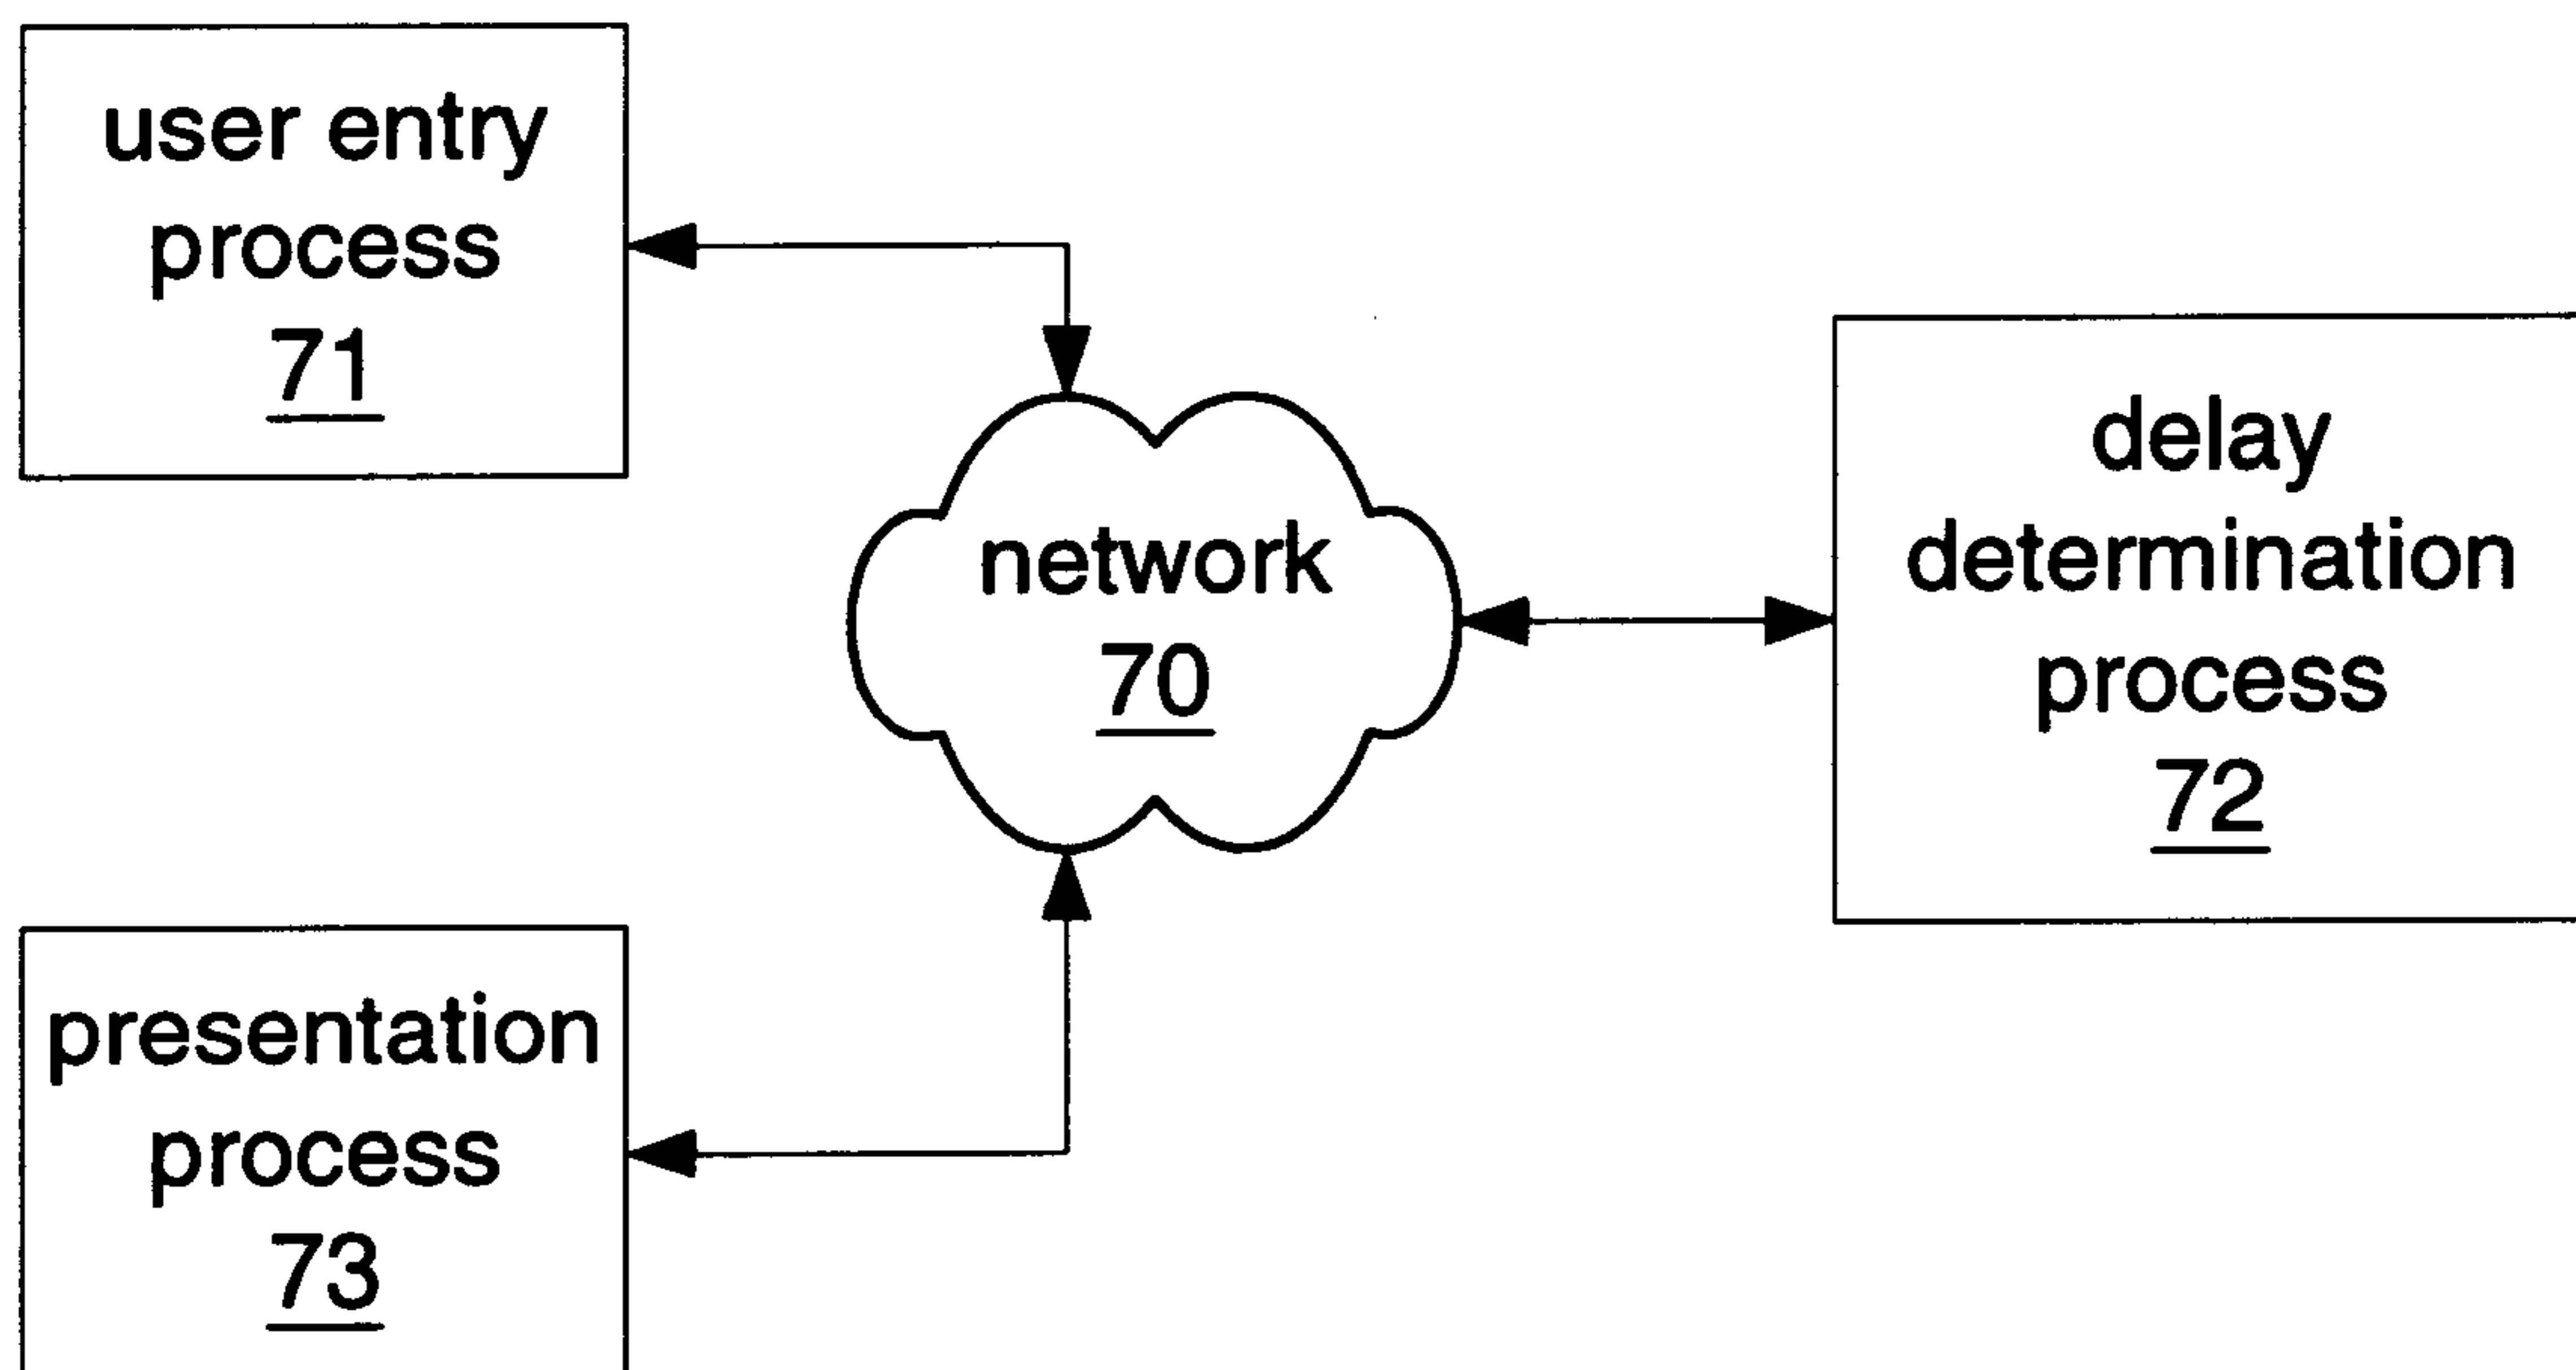 user entry
process
71
network
70
delay
determination
process
72
presentation
process
73